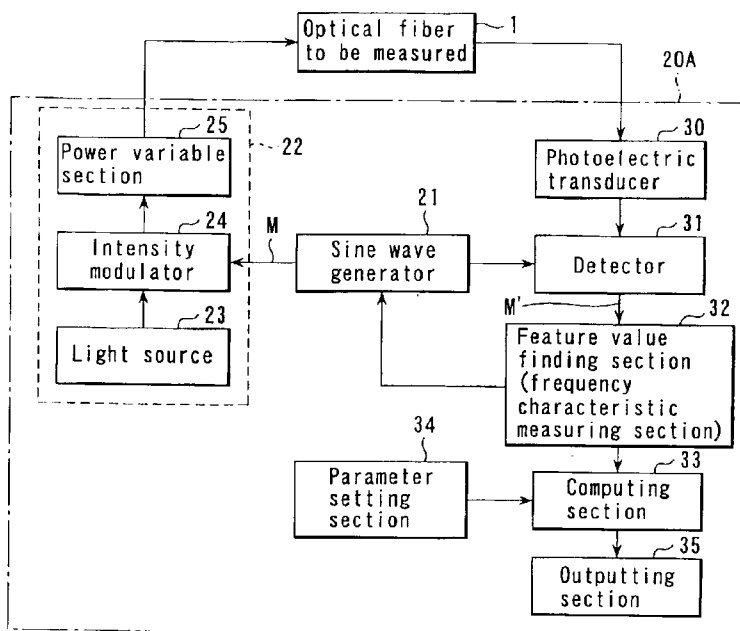 1
Optical fiber
to be measured
20A
25
22
Power variable
section
30
Photoelectric
transducer
24
Intensity
modulator
M
21
Sine wave
generator
31
Detector
M'
23
Light source
32
Feature value
finding section
(frequency
characteristic
measuring section)
34
Parameter
setting
section
33
Computing
section
35
Outputting
section